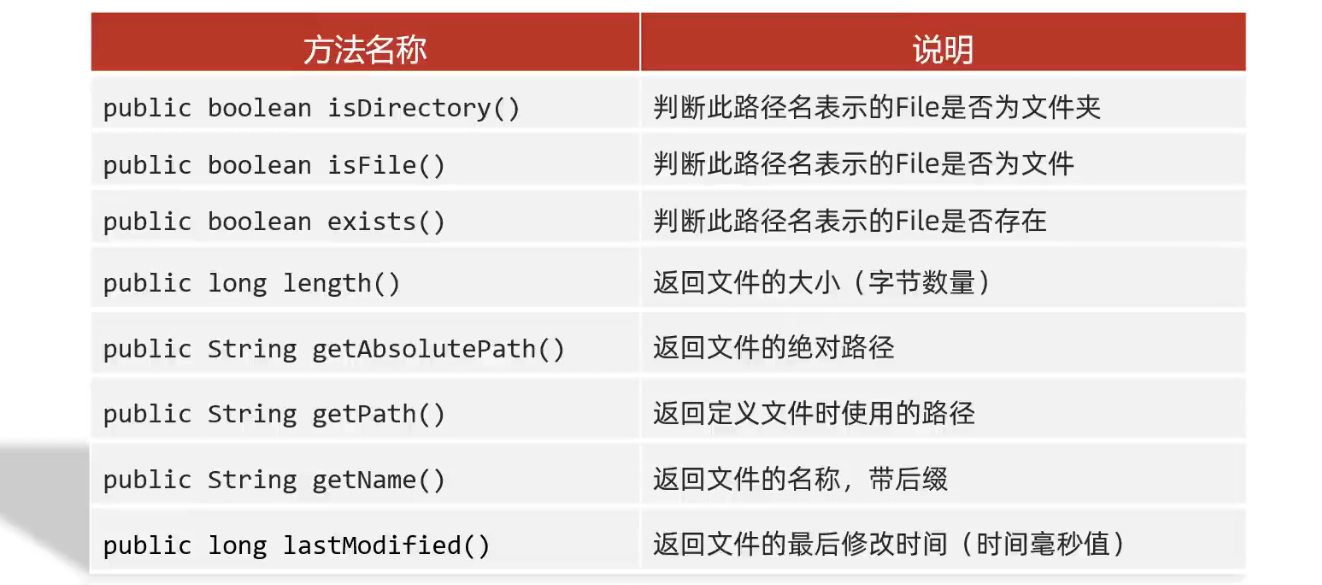 方法名称 说明
public boolean isDirectory() 判断此路径名表示的File是否为文件夹
public boolean isFile() 判断此路径名表示的File是否为文件
public boolean exists() 判断此路径名表示的File是否存在
public long length() 返回文件的大小（字节数量）
public String getAbsolutePath() 返回文件的绝对路径
public String getPath() 返回定义文件时使用的路径
public String getName() 返回文件的名称，带后缀
public long lastModified() 返回文件的最后修改时间（时间毫秒值）